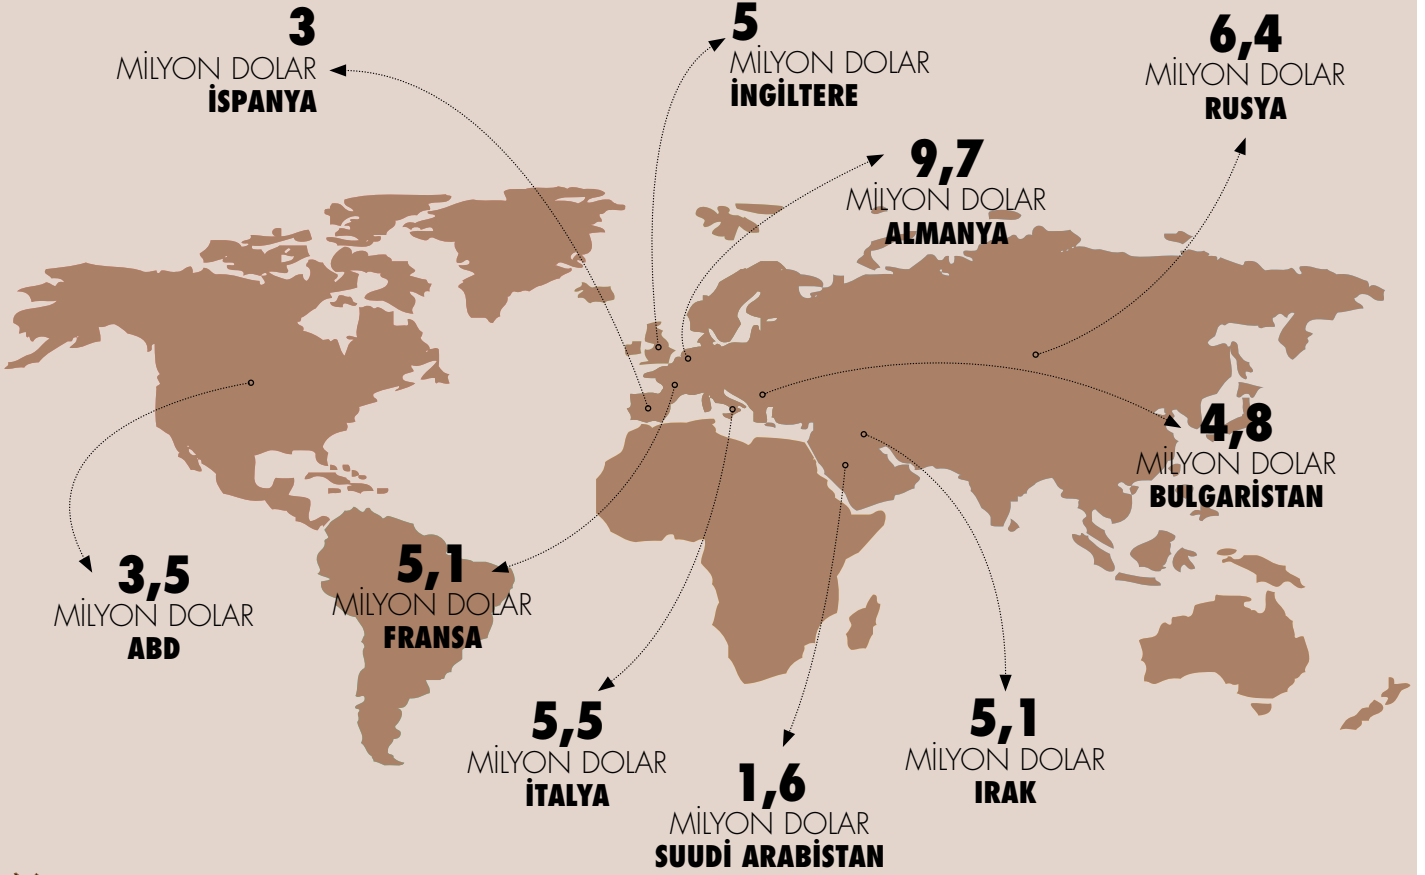 3
MİLYON DOLAR
İSPANYA
5
MİLYON DOLAR
İNGİLTERE
6,4
MİLYON DOLAR
RUSYA
9,7
MİLYON DOLAR
ALMANYA
4,8
MİLYON DOLAR
BULGARİSTAN
3,5
MİLYON DOLAR
ABD
5,1
MİLYON DOLAR
FRANSA
5,5
MİLYON DOLAR
İTALYA
1,6
MİLYON DOLAR
SUUDİ ARABİSTAN
5,1
MİLYON DOLAR
IRAK